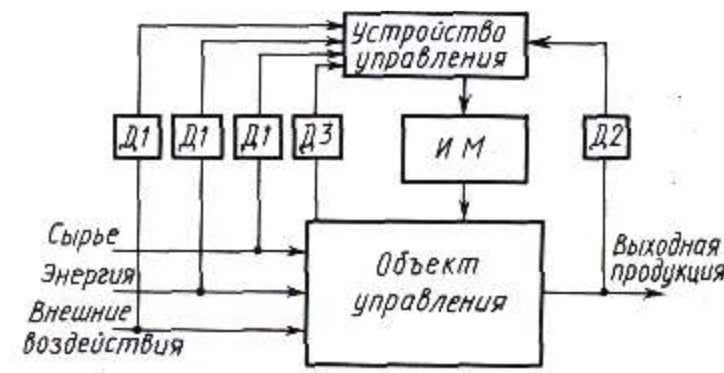 Устройство
управления
Д1
Д1
Д1
Д3
И М
Д2
Сырье
Энергия
Внешние
воздействия
Объект
управления
Выходная
продукция